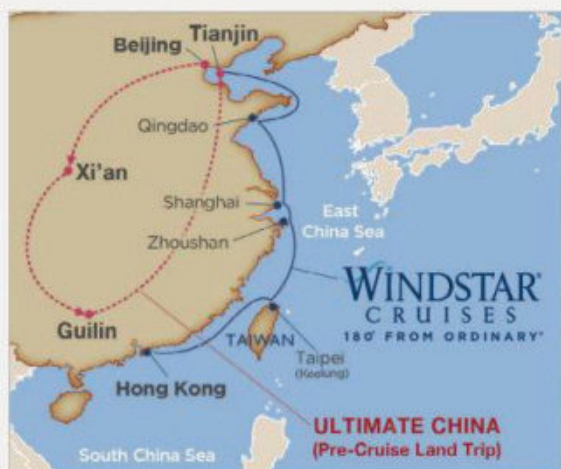 Tianjin
Beijing
Qingdao
Xi'an
Shanghai
East
China Sea
Zhoushan
WINDSTAR®
CRUISES
180° FROM ORDINARY®
Guilin
TAIWAN
Taipei
(Keelung)
Hong Kong
ULTIMATE CHINA
(Pre-Cruise Land Trip)
South China Sea